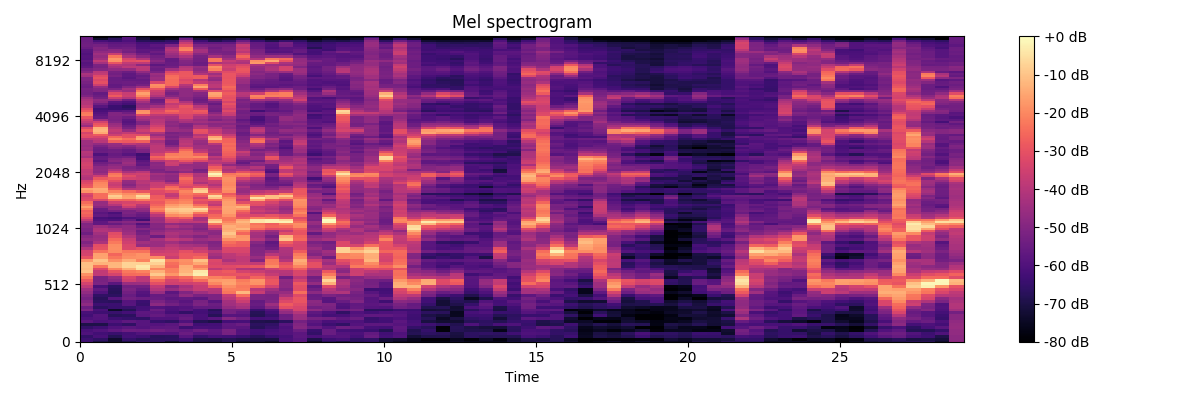 Mel spectrogram
8192
4096
2048
1024
512
0
Hz
0 5 10 15 20 25
Time
+0 dB
-10 dB
-20 dB
-30 dB
-40 dB
-50 dB
-60 dB
-70 dB
-80 dB